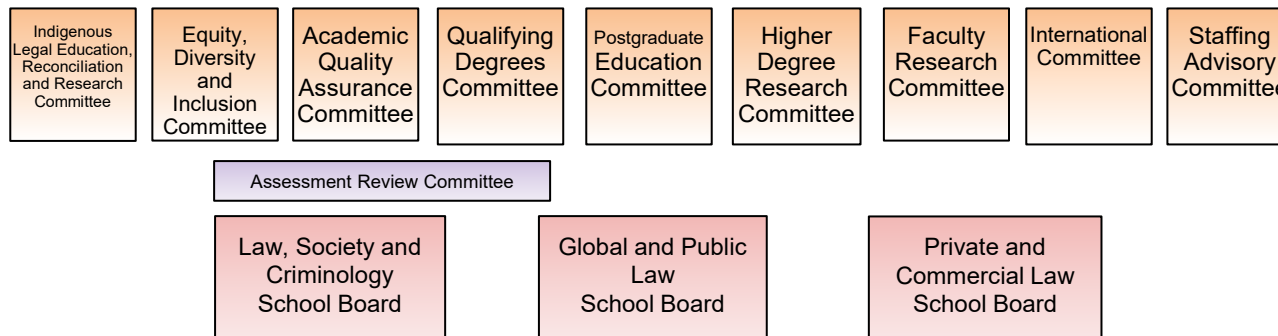 Indigenous
Legal Education,
Reconciliation
and Research
Committee
Equity,
Diversity
and
Inclusion
Committee
Academic
Quality
Assurance
Committee
Qualifying
Degrees
Committee
Postgraduate
Education
Committee
Higher
Degree
Research
Committee
Faculty
Research
Committee
International
Committee
Staffing
Advisory
Committee
Assessment Review Committee
Law, Society and
Criminology
School Board
Global and Public
Law
School Board
Private and
Commercial Law
School Board